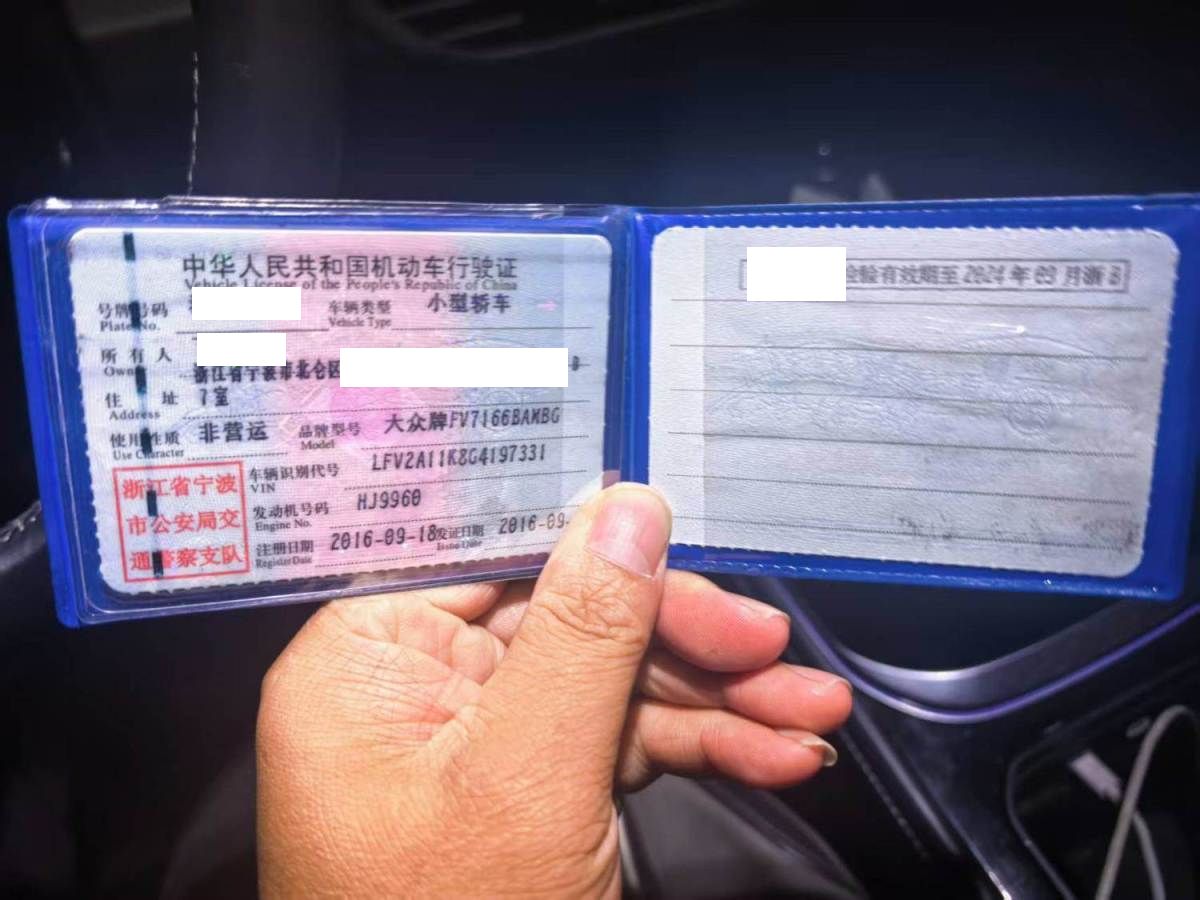 中华人民共和国机动车行驶证
Vehicle License of the People's Republic of China
号牌号码 车辆类型 小型轿车
Plate No. Vehicle Type
所有人
Owner
浙江省宁波市北仑区
住 址 7室
Address
使用性质 非营运 品牌型号 大众牌FV7166BAMBG
Use Character Model
车辆识别代号 LFV2A11K8G4197331
VIN
发动机号码 HJ9960
Engine No.
注册日期 2016-09-18 发证日期 2016-09-
Register Date Issue Date
浙江省宁波
市公安局交
通警察支队
检验有效期至2024年09月浙B